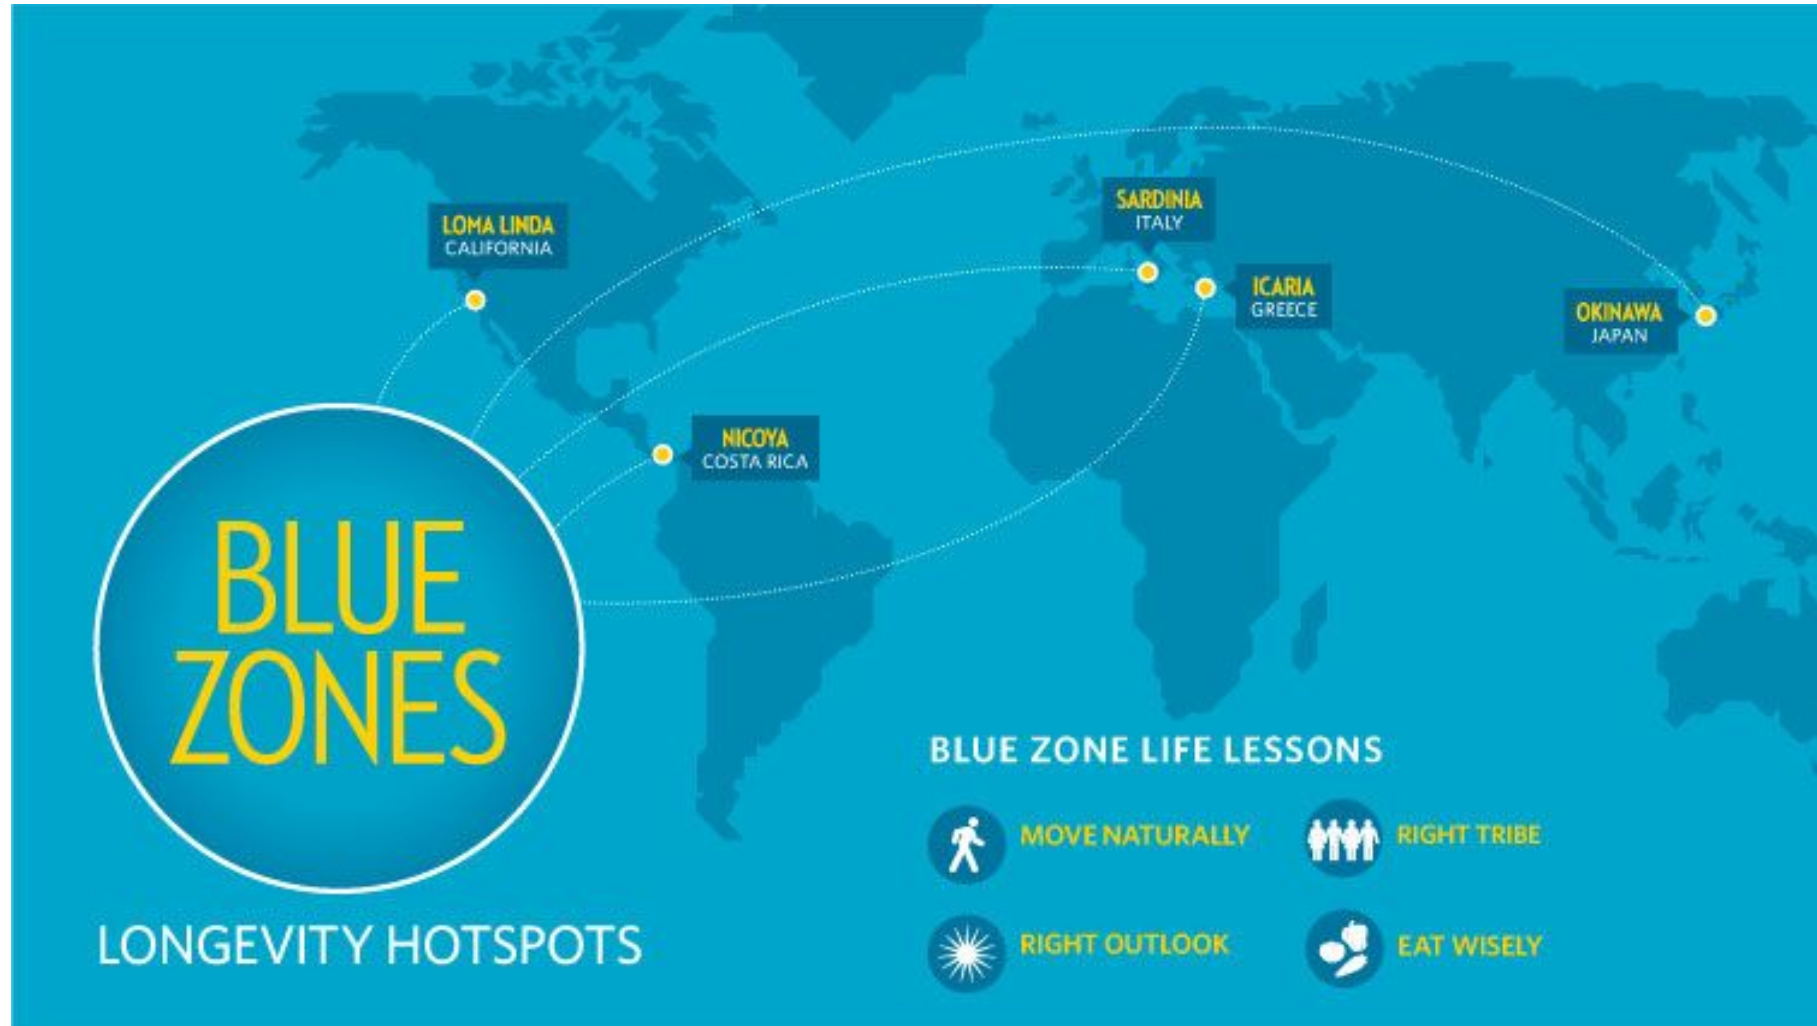 LOMA LINDA
CALIFORNIA
SARDINIA
ITALY
ICARIA
GREECE
OKINAWA
JAPAN
NICOYA
COSTA RICA
BLUE
ZONES
LONGEVITY HOTSPOTS
BLUE ZONE LIFE LESSONS
MOVE NATURALLY
RIGHT TRIBE
RIGHT OUTLOOK
EAT WISELY